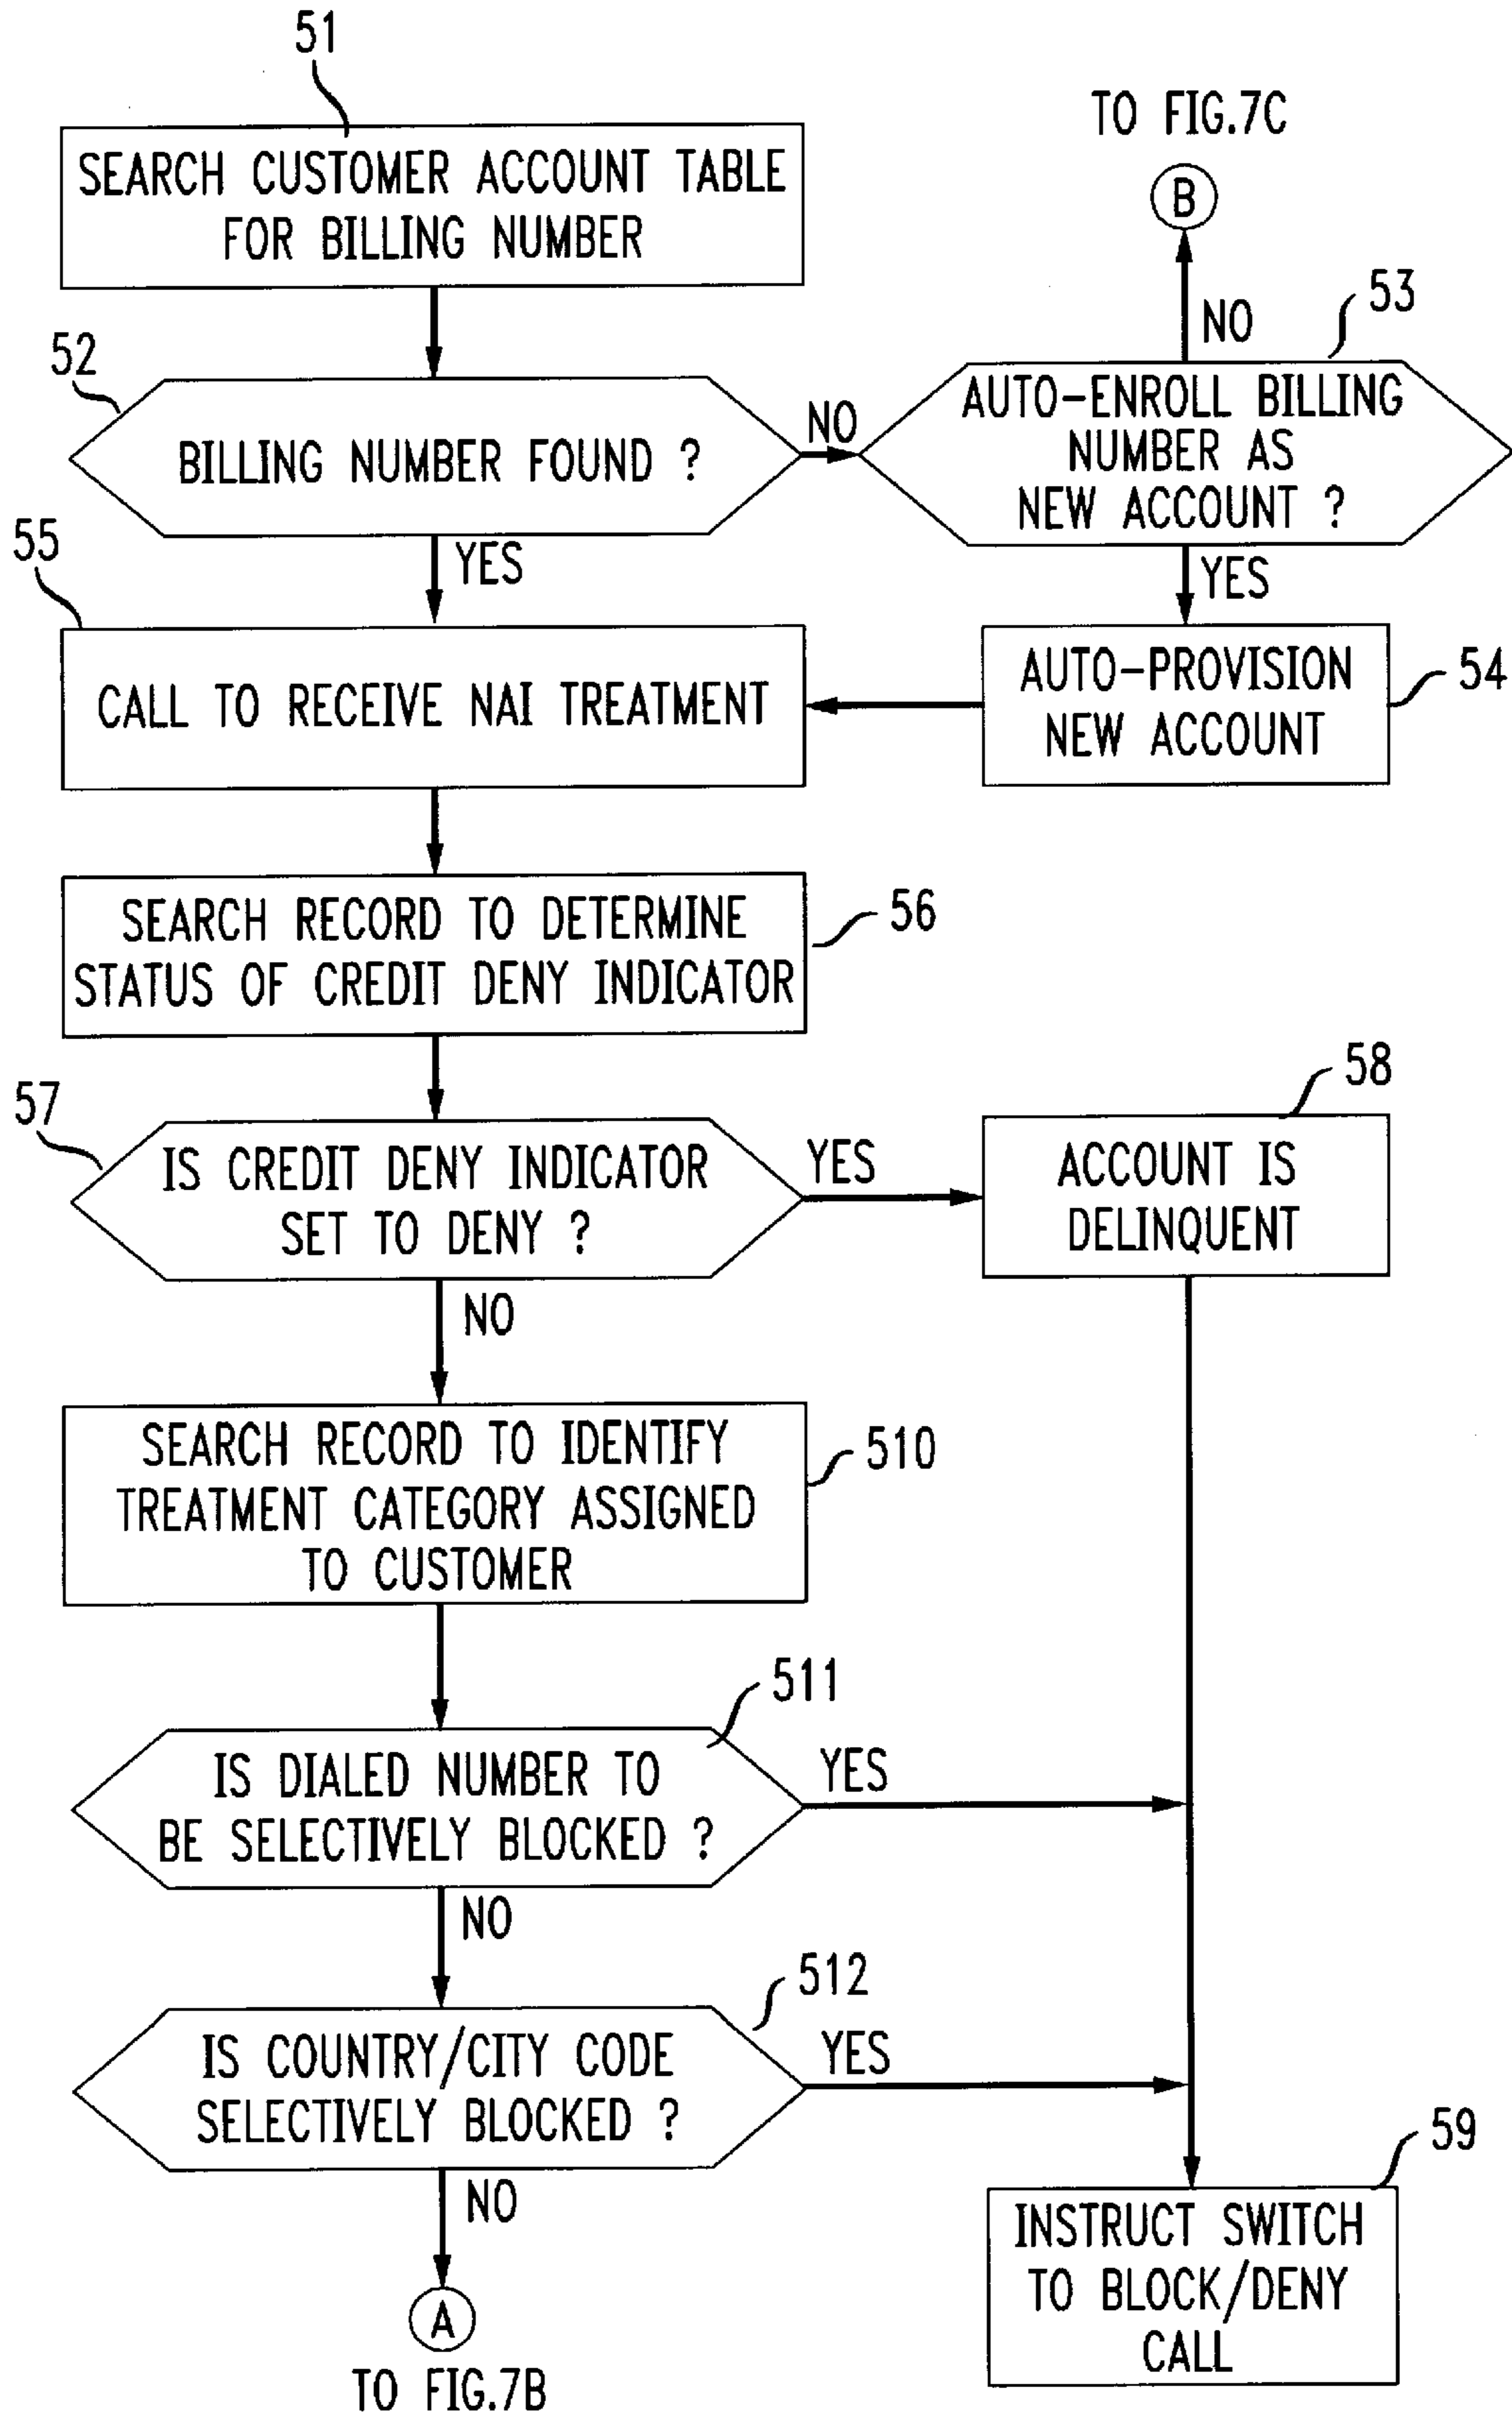 51
SEARCH CUSTOMER ACCOUNT TABLE
FOR BILLING NUMBER
TO FIG.7C
B
NO
53
52
BILLING NUMBER FOUND ?
NO
AUTO-ENROLL BILLING
NUMBER AS
NEW ACCOUNT ?
YES
YES
55
CALL TO RECEIVE NAI TREATMENT
AUTO-PROVISION
NEW ACCOUNT
54
SEARCH RECORD TO DETERMINE
STATUS OF CREDIT DENY INDICATOR
56
57
IS CREDIT DENY INDICATOR
SET TO DENY ?
YES
58
ACCOUNT IS
DELINQUENT
NO
SEARCH RECORD TO IDENTIFY
TREATMENT CATEGORY ASSIGNED
TO CUSTOMER
510
511
IS DIALED NUMBER TO
BE SELECTIVELY BLOCKED ?
YES
NO
512
IS COUNTRY/CITY CODE
SELECTIVELY BLOCKED ?
YES
NO
59
INSTRUCT SWITCH
TO BLOCK/DENY
CALL
A
TO FIG.7B